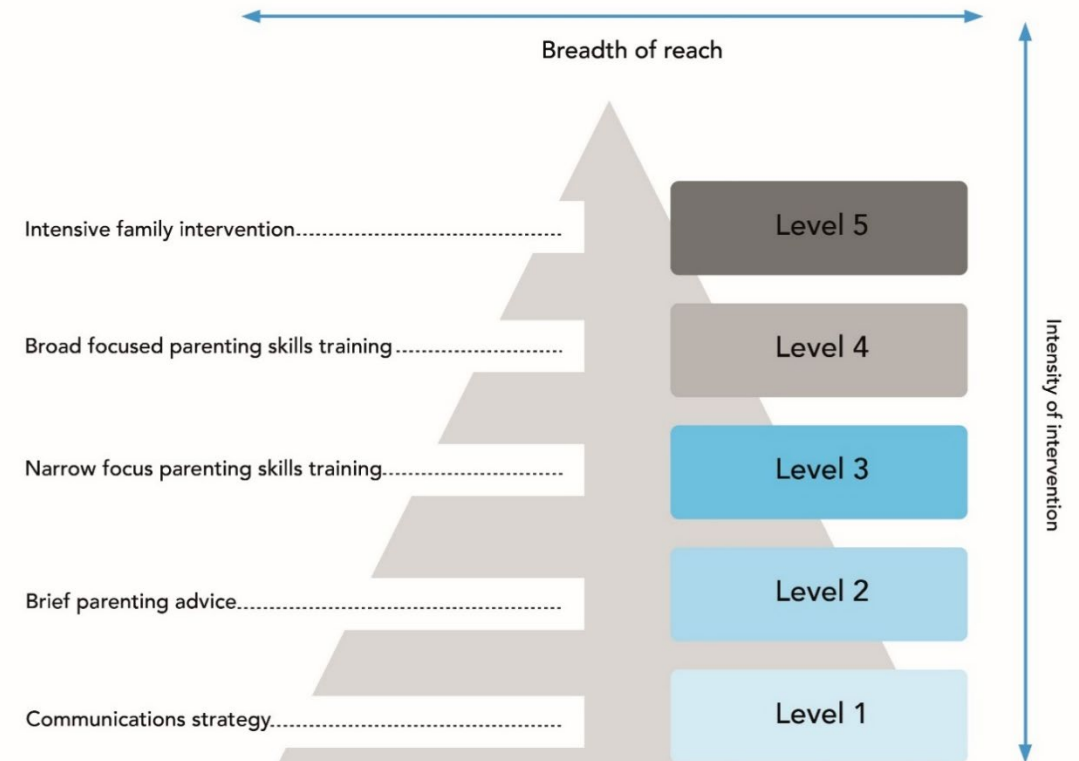 Breadth of reach
Intensive family intervention
Level 5
Broad focused parenting skills training
Level 4
Intensity of intervention
Narrow focus parenting skills training
Level 3
Brief parenting advice
Level 2
Communications strategy
Level 1